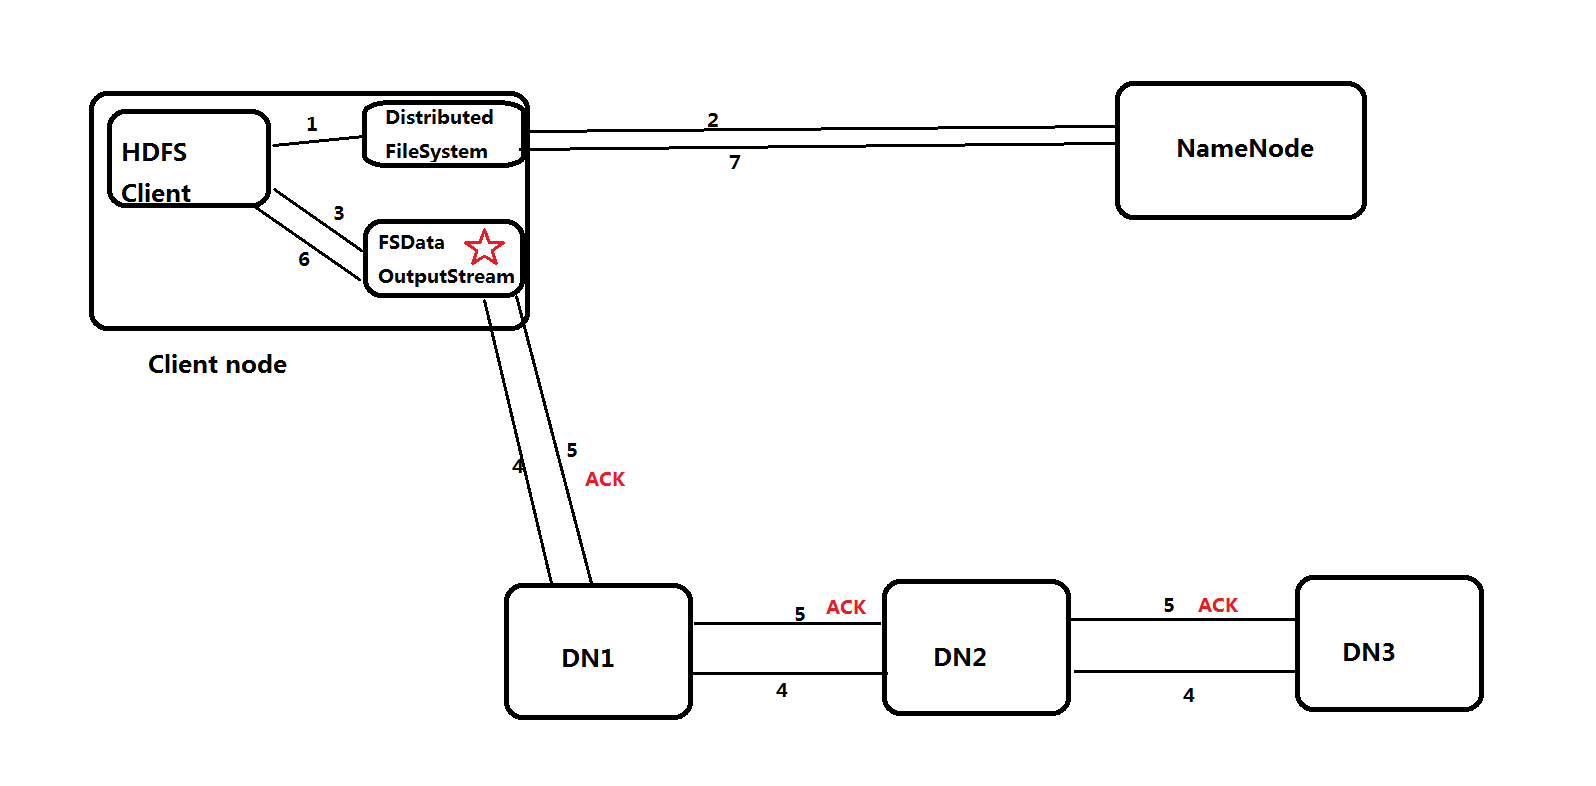 HDFS
Client
1
Distributed
FileSystem
2
7
NameNode
3
6
FSData
OutputStream
Client node
4
5
ACK
DN1
5 ACK
4
DN2
5 ACK
4
DN3